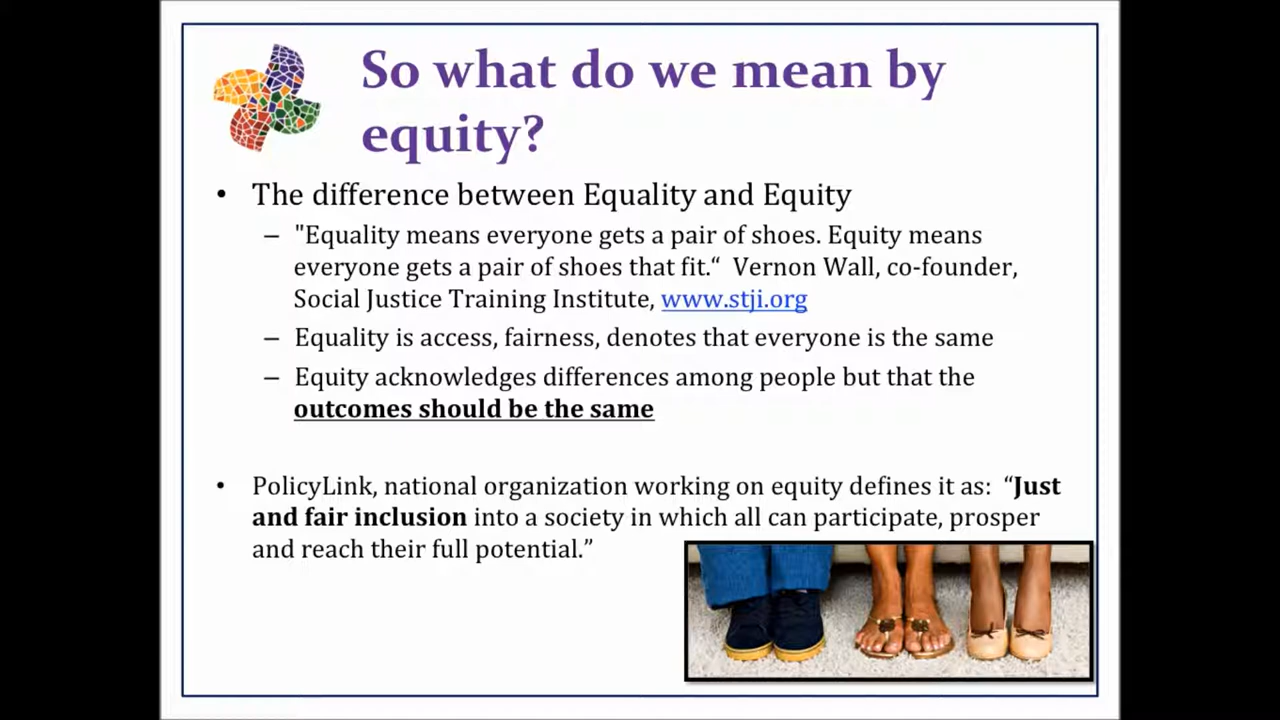 So what do we mean by
equity?
• The difference between Equality and Equity
– "Equality means everyone gets a pair of shoes. Equity means
everyone gets a pair of shoes that fit.“ Vernon Wall, co-founder,
Social Justice Training Institute, www.stji.org
– Equality is access, fairness, denotes that everyone is the same
– Equity acknowledges differences among people but that the
outcomes should be the same
• PolicyLink, national organization working on equity defines it as: “Just
and fair inclusion into a society in which all can participate, prosper
and reach their full potential.”